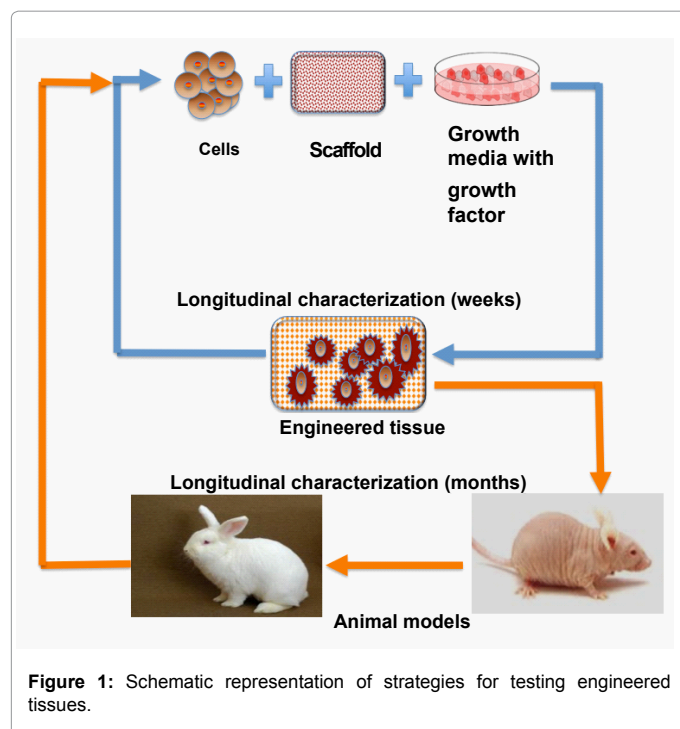 Cells
Scaffold
Growth
media with
growth
factor
Longitudinal characterization (weeks)
Engineered tissue
Longitudinal characterization (months)
Animal models
Figure 1: Schematic representation of strategies for testing engineered
tissues.